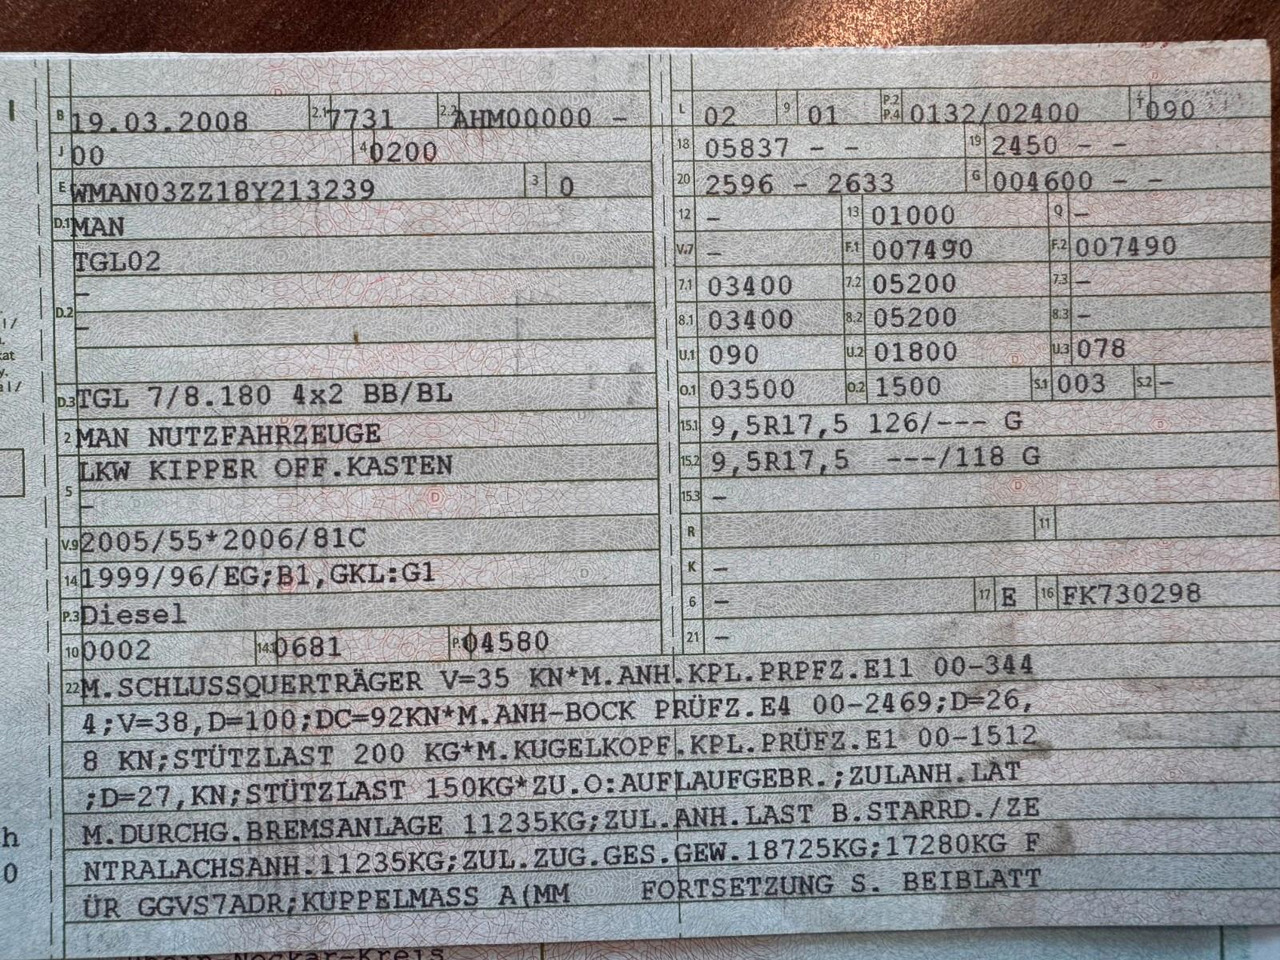 B 19.03.2008 2.1 7731 2.2 AHM00000 –
J 00 4 0200
E WMAN03ZZ18Y213239 3 0
D.1 MAN
TGL02
–
D.2
–
D.3 TGL 7/8.180 4x2 BB/BL
2 MAN NUTZFAHRZEUGE
LKW KIPPER OFF.KASTEN
5
–
V.9 2005/55*2006/81C
14 1999/96/EG;B1,GKL:G1
P.3 Diesel
10 0002 14.1 0681 P.1 04580
L 02 9 01 P.2 P.4 0132/02400 T 090
18 05837 – – 19 2450 – –
20 2596 – 2633 G 004600 – –
12 – 13 01000 Q –
V.7 – F.1 007490 F.2 007490
7.1 03400 7.2 05200 7.3 –
8.1 03400 8.2 05200 8.3 –
U.1 090 U.2 01800 U.3 078
O.1 03500 O.2 1500 S.1 003 S.2 –
15.1 9,5R17,5 126/--- G
15.2 9,5R17,5 ---/118 G
15.3 –
R 11
K –
6 – 17 E 16 FK730298
21 –
22 M.SCHLUSSQUERTRÄGER V=35 KN*M.ANH.KPL.PRPFZ.E11 00-344
4;V=38,D=100;DC=92KN*M.ANH-BOCK PRÜFZ.E4 00-2469;D=26,
8 KN;STÜTZLAST 200 KG*M.KUGELKOPF.KPL.PRÜFZ.E1 00-1512
;D=27,KN;STÜTZLAST 150KG*ZU.O:AUFLAUFGEBR.;ZULANH.LAT
M.DURCHG.BREMSANLAGE 11235KG;ZUL.ANH.LAST B.STARRD./ZE
NTRALACHSANH.11235KG;ZUL.ZUG.GES.GEW.18725KG;17280KG F
ÜR GGVS7ADR;KUPPELMASS A(MM FORTSETZUNG S. BEIBLATT